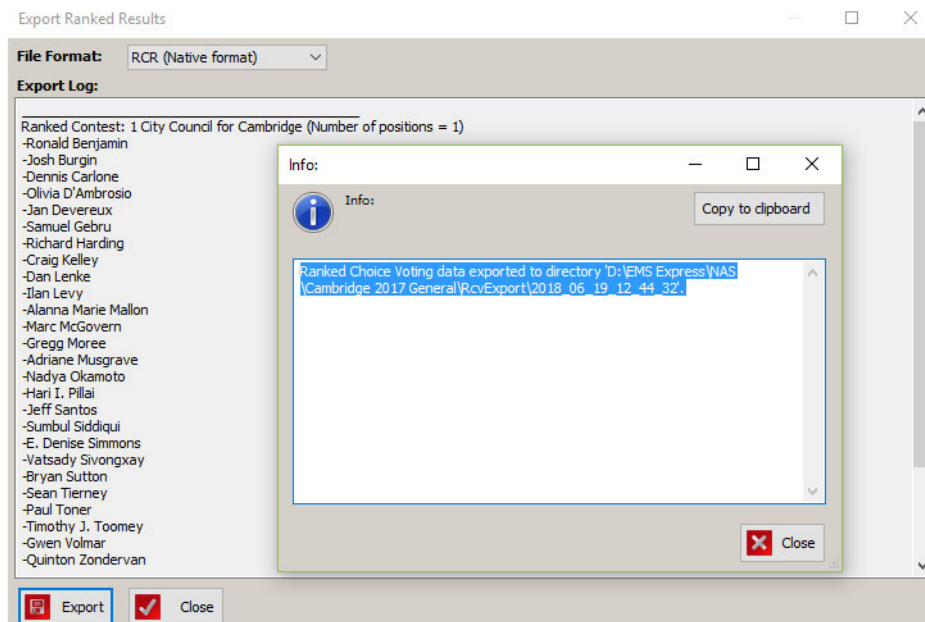 Export Ranked Results
File Format: RCR (Native format)
Export Log:
Ranked Contest: 1 City Council for Cambridge (Number of positions = 1)
-Ronald Benjamin
-Josh Burgin
-Dennis Carlone
-Olivia D'Ambrosio
-Jan Devereux
-Samuel Gebru
-Richard Harding
-Craig Kelley
-Dan Lenke
-Ilan Levy
-Alanna Marie Mallon
-Marc McGovern
-Gregg Moree
-Adriane Musgrave
-Nadya Okamoto
-Hari I. Pillai
-Jeff Santos
-Sumbul Siddiqui
-E. Denise Simmons
-Vatsady Sivongxay
-Bryan Sutton
-Sean Tierney
-Paul Toner
-Timothy J. Toomey
-Gwen Volmar
-Quinton Zondervan
Info:
Info:
Copy to clipboard
Ranked Choice Voting data exported to directory 'D:\EMS Express\NAS
\Cambridge 2017 General\RcvExport\2018_06_19_12_44_32'.
Close
Export
Close